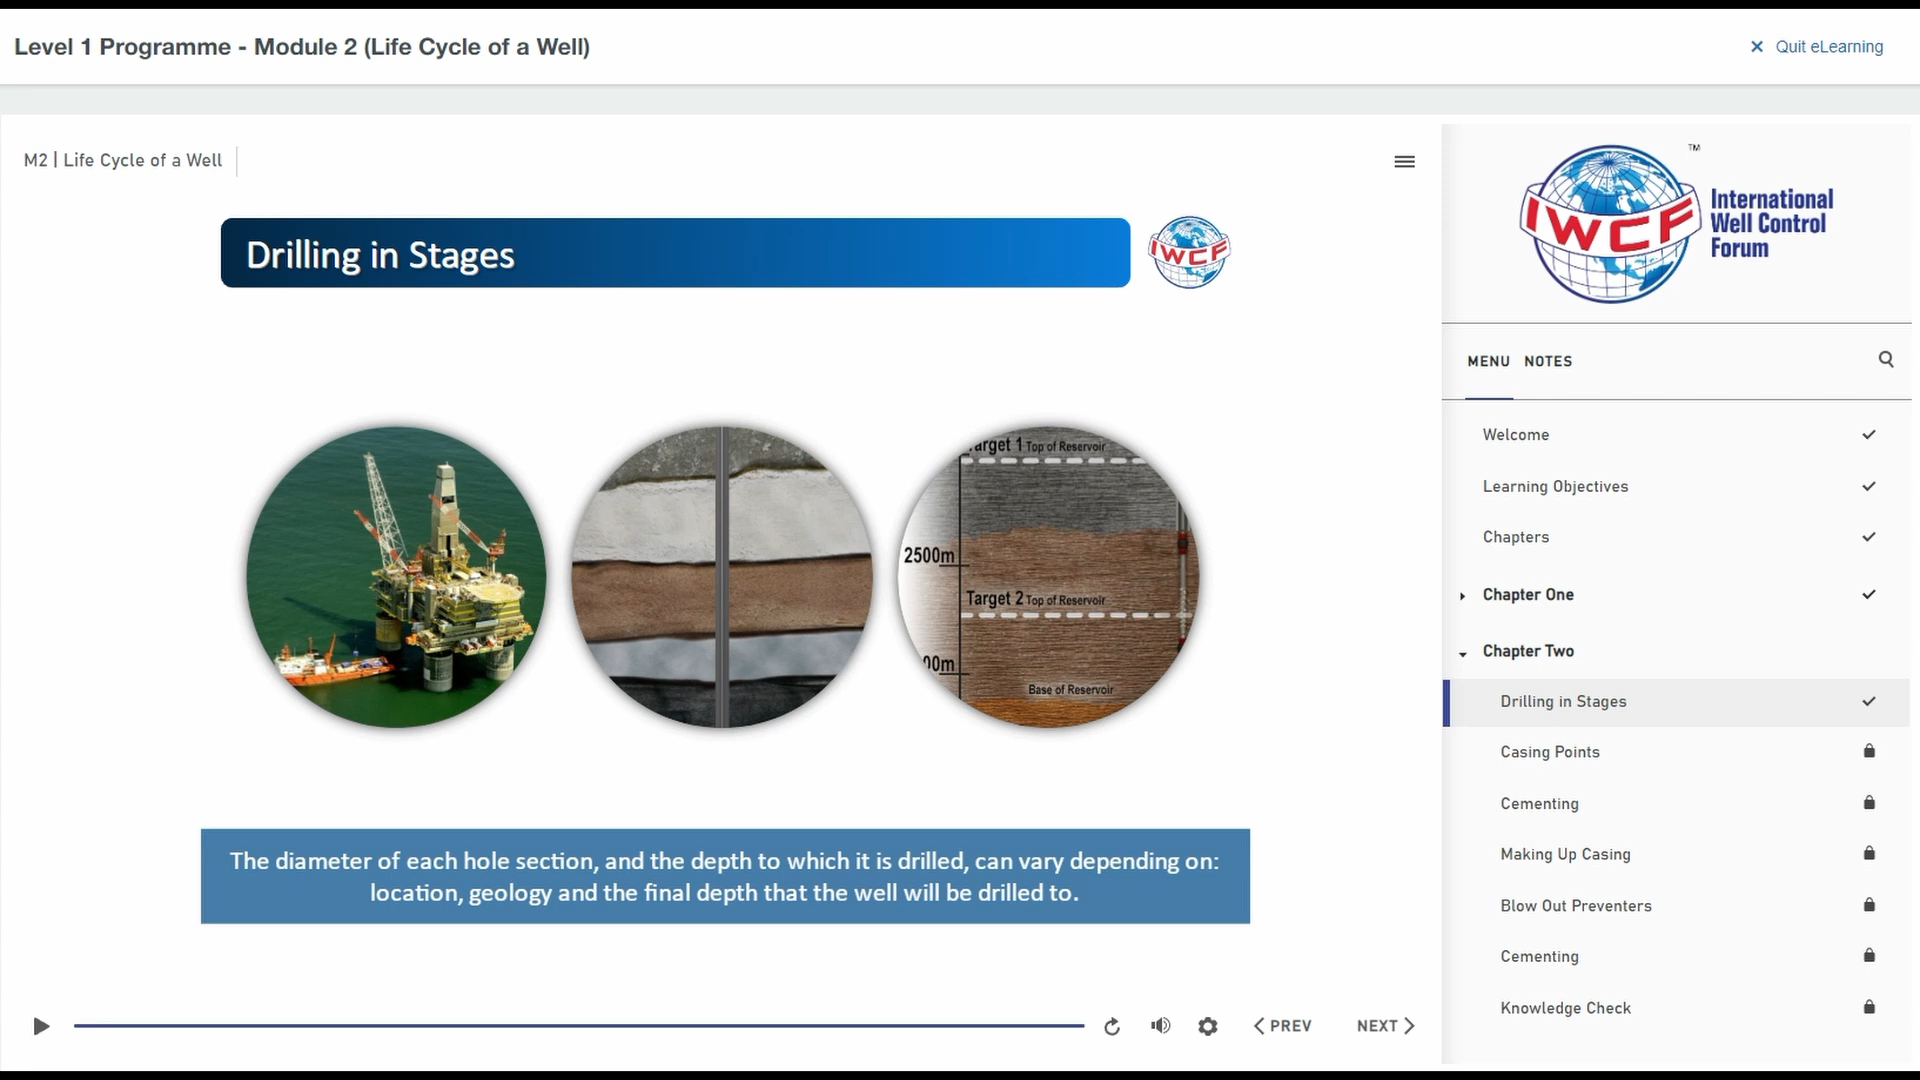 Level 1 Programme - Module 2 (Life Cycle of a Well)
Quit eLearning
M2 | Life Cycle of a Well
Drilling in Stages
IWCF
Target 1 Top of Reservoir
2500m
Target 2 Top of Reservoir
Base of Reservoir
The diameter of each hole section, and the depth to which it is drilled, can vary depending on:
location, geology and the final depth that the well will be drilled to.
PREV
NEXT
IWCF
TM
International
Well Control
Forum
MENU NOTES
Welcome
Learning Objectives
Chapters
Chapter One
Chapter Two
Drilling in Stages
Casing Points
Cementing
Making Up Casing
Blow Out Preventers
Cementing
Knowledge Check